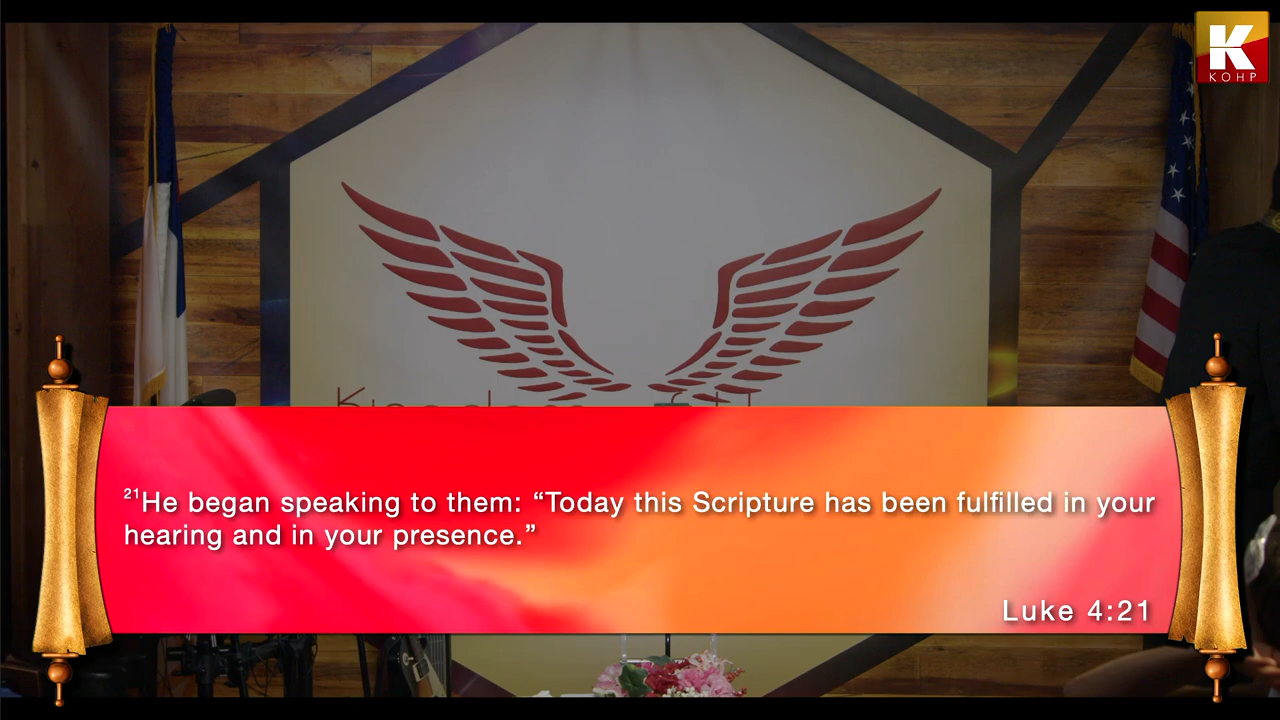 K
KOHP
21He began speaking to them: “Today this Scripture has been fulfilled in your
hearing and in your presence.”
Luke 4:21